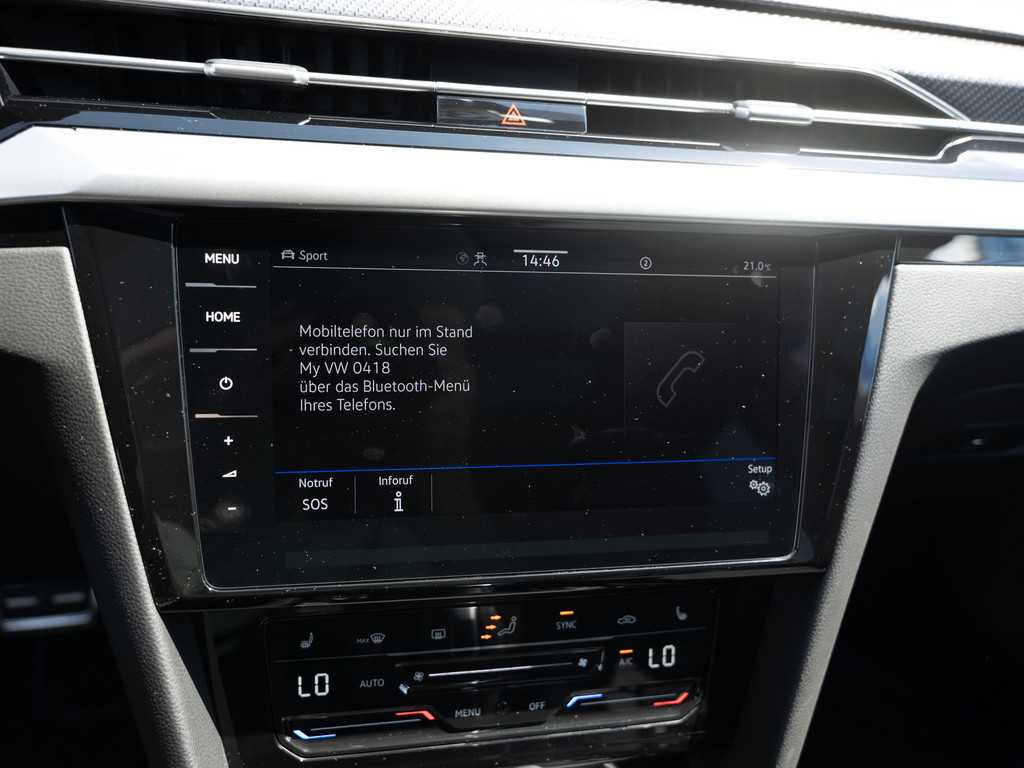 MENU
Sport
14:46
2
21.0°C
HOME
Mobiltelefon nur im Stand
verbinden. Suchen Sie
My VW 0418
über das Bluetooth-Menü
Ihres Telefons.
+
-
Notruf
SOS
Inforuf
i
Setup
MAX
SYNC
LO
AUTO
A/C
LO
MENU
OFF